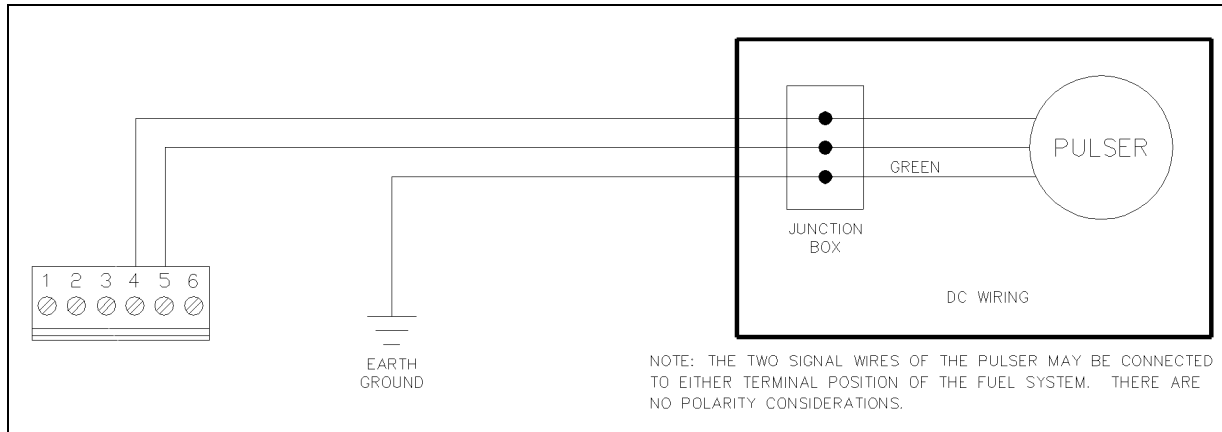 PULSER
GREEN
JUNCTION
BOX
1 2 3 4 5 6
DC WIRING
EARTH
GROUND
NOTE: THE TWO SIGNAL WIRES OF THE PULSER MAY BE CONNECTED
TO EITHER TERMINAL POSITION OF THE FUEL SYSTEM. THERE ARE
NO POLARITY CONSIDERATIONS.